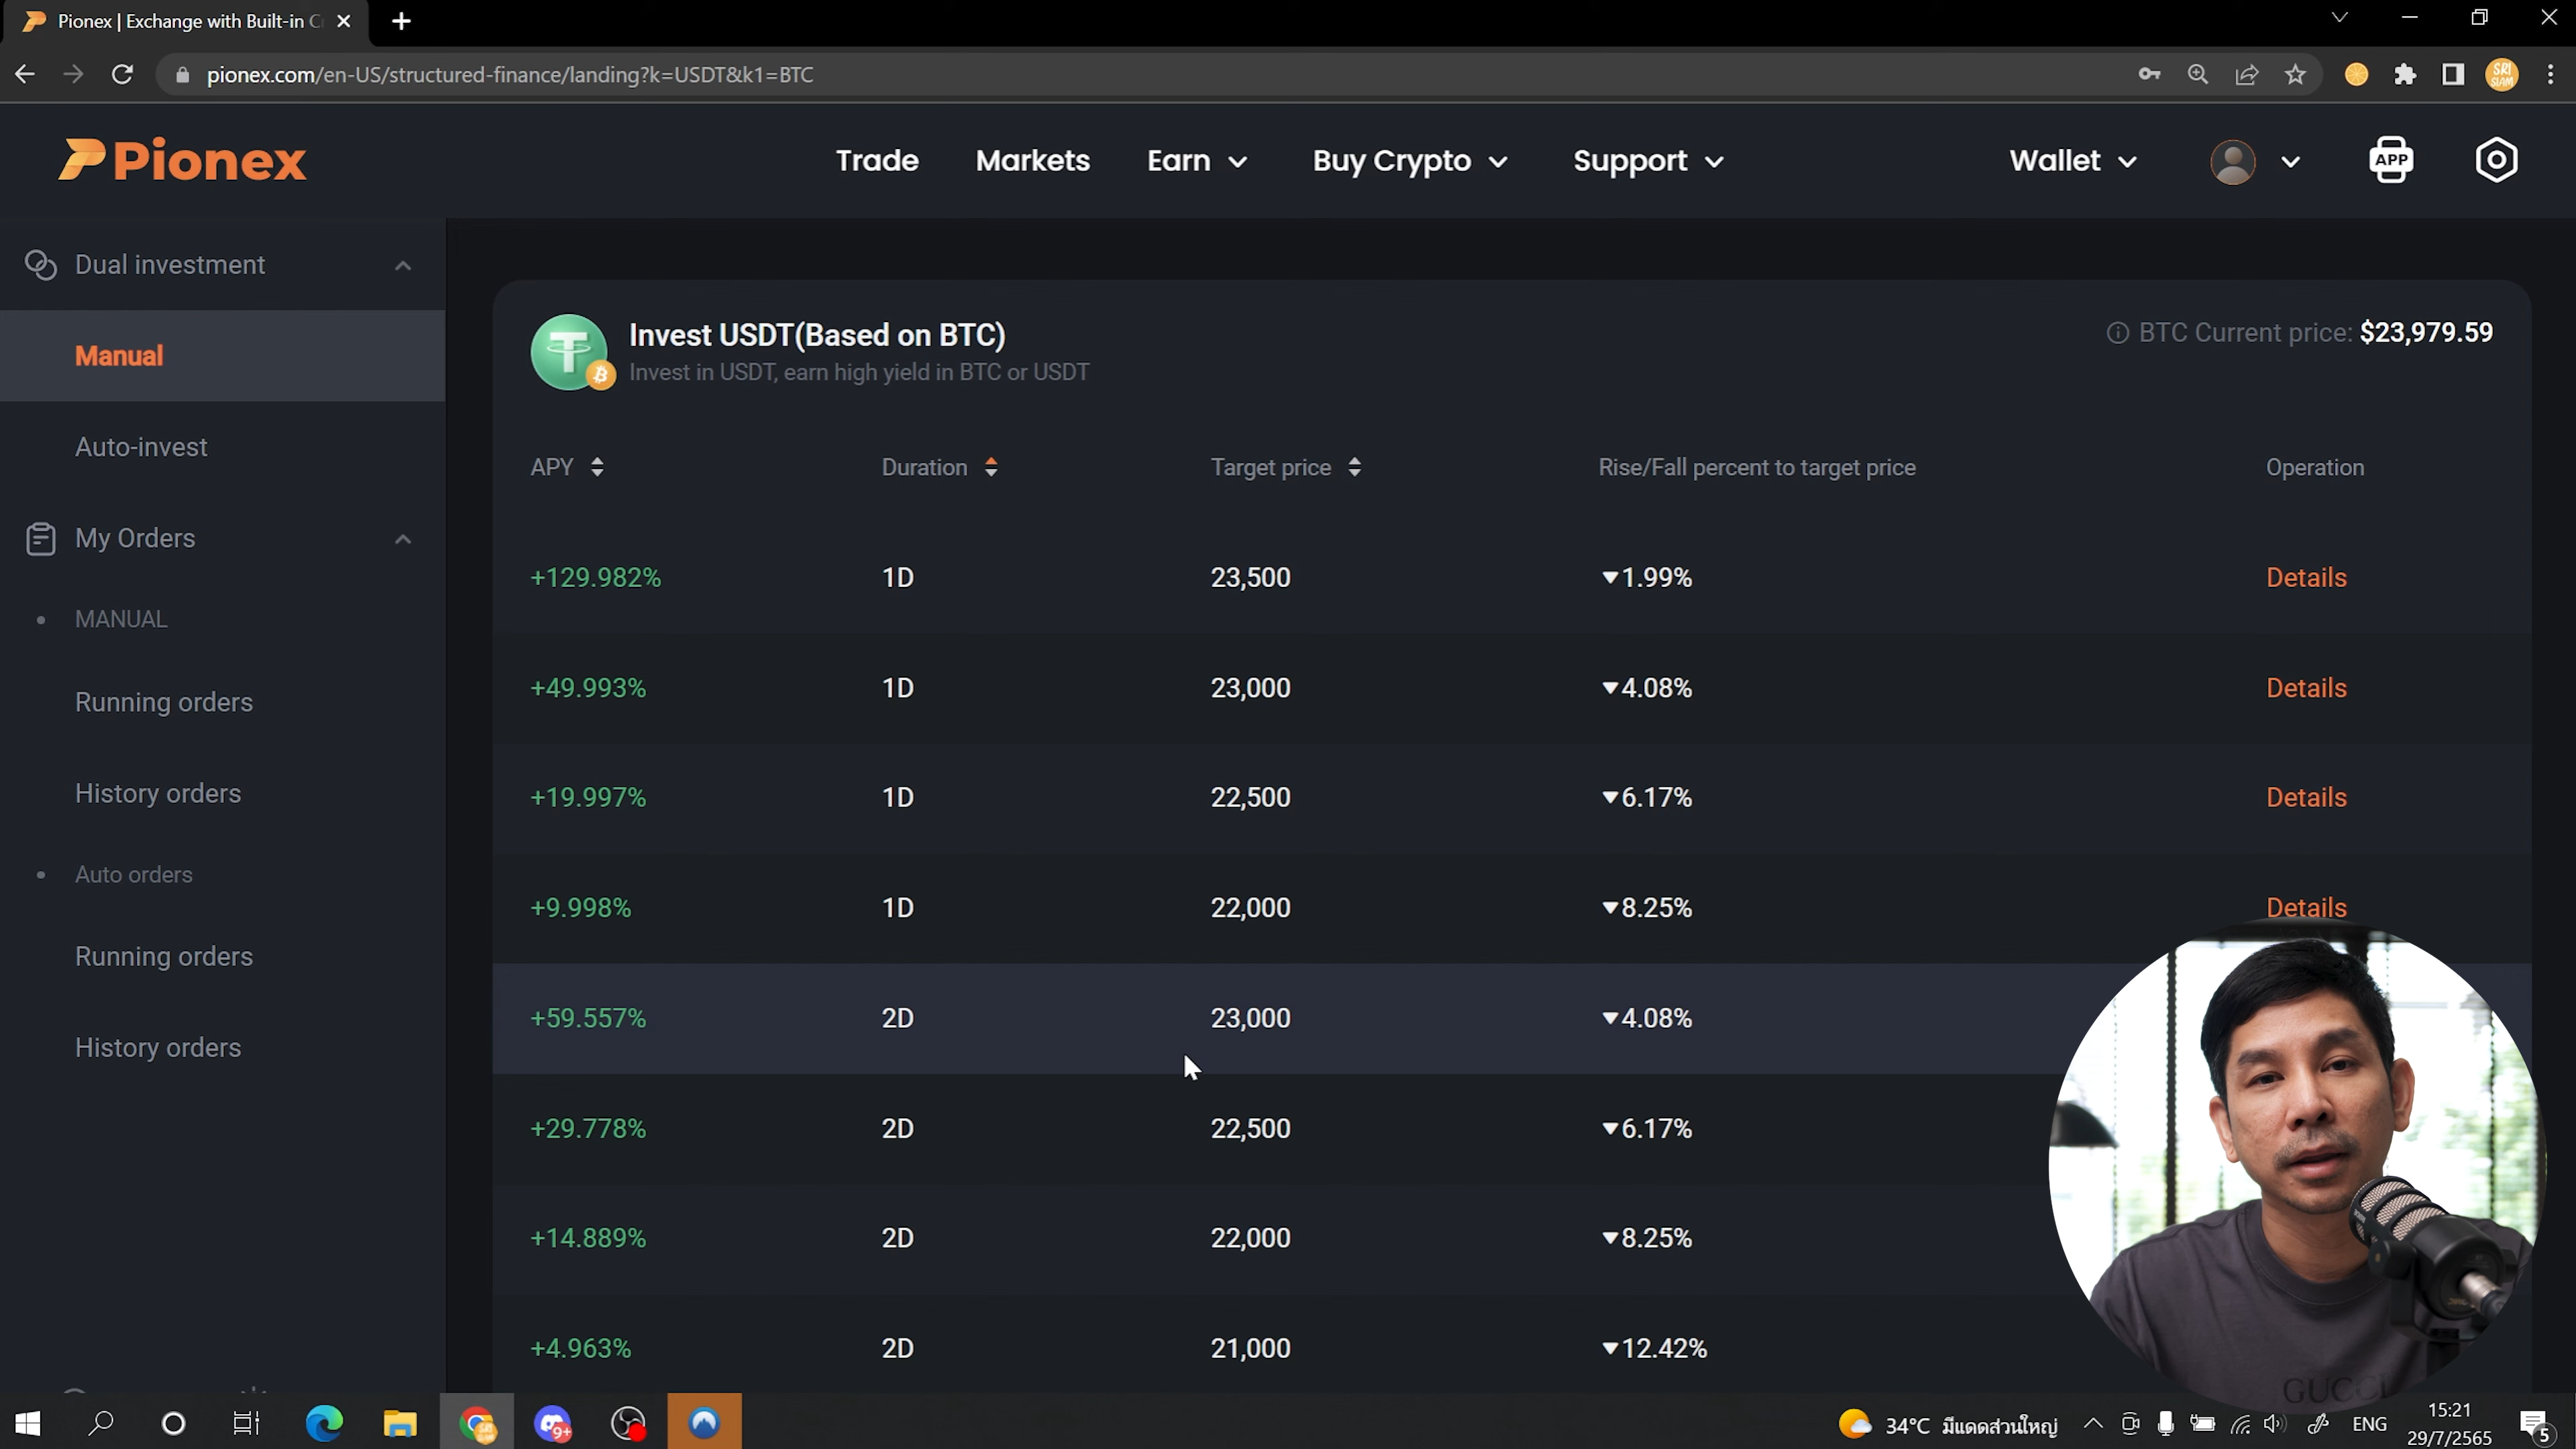 Pionex | Exchange with Built-in Cr
pionex.com/en-US/structured-finance/landing?k=USDT&k1=BTC
SRI
SIAM
Pionex
Trade
Markets
Earn
Buy Crypto
Support
Wallet
APP
Dual investment
Manual
Auto-invest
My Orders
MANUAL
Running orders
History orders
Auto orders
Running orders
History orders
Invest USDT(Based on BTC)
Invest in USDT, earn high yield in BTC or USDT
BTC Current price: $23,979.59
APY Duration Target price Rise/Fall percent to target price Operation
+129.982% 1D 23,500 ▼1.99% Details
+49.993% 1D 23,000 ▼4.08% Details
+19.997% 1D 22,500 ▼6.17% Details
+9.998% 1D 22,000 ▼8.25% Details
+59.557% 2D 23,000 ▼4.08%
+29.778% 2D 22,500 ▼6.17%
+14.889% 2D 22,000 ▼8.25%
+4.963% 2D 21,000 ▼12.42%
GUCCI
9+
34°C มีแดดส่วนใหญ่
ENG
15:21
29/7/2565
5